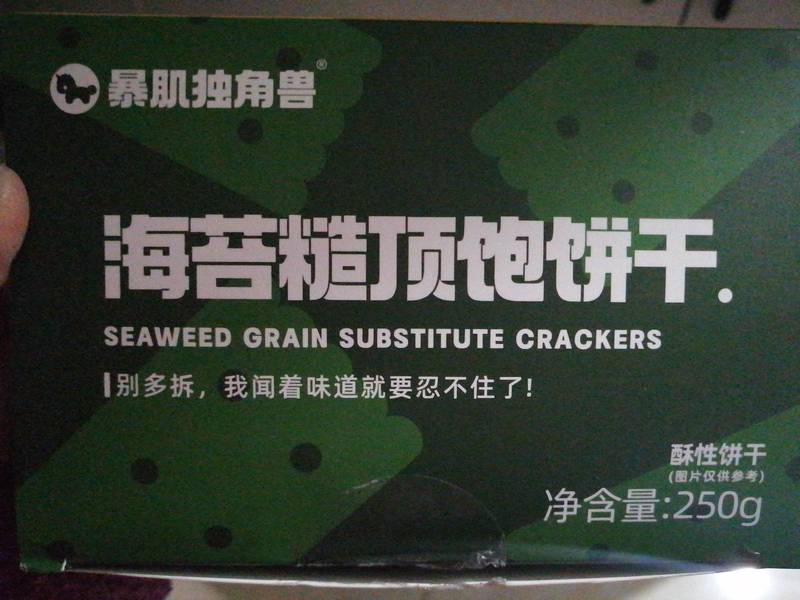 暴肌独角兽®
海苔糙顶饱饼干.
SEAWEED GRAIN SUBSTITUTE CRACKERS
别多拆，我闻着味道就要忍不住了!
酥性饼干
(图片仅供参考)
净含量:250g